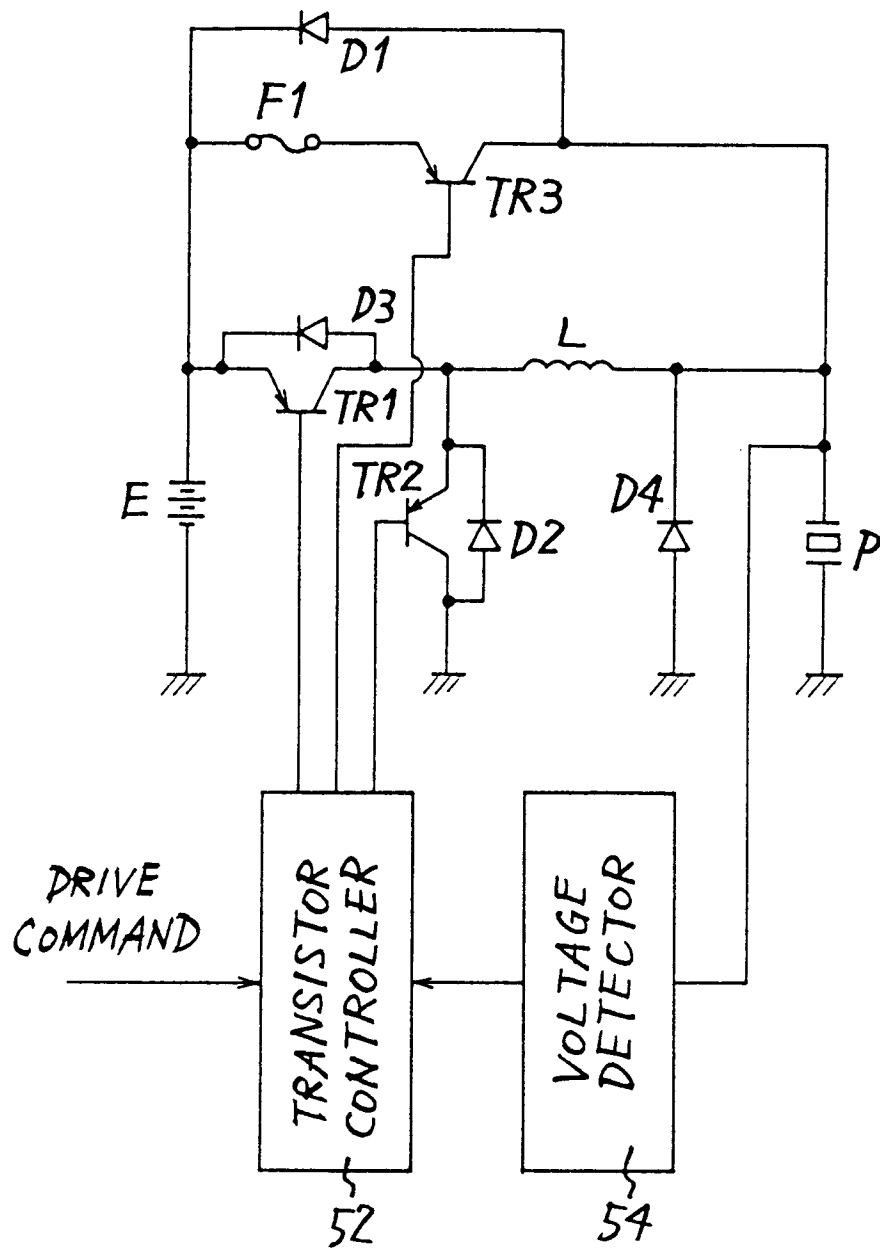 D1
F1
TR3
D3
L
TR1
TR2
E
D2
D4
P
DRIVE
COMMAND
TRANSISTOR
CONTROLLER
VOLTAGE
DETECTOR
52
54